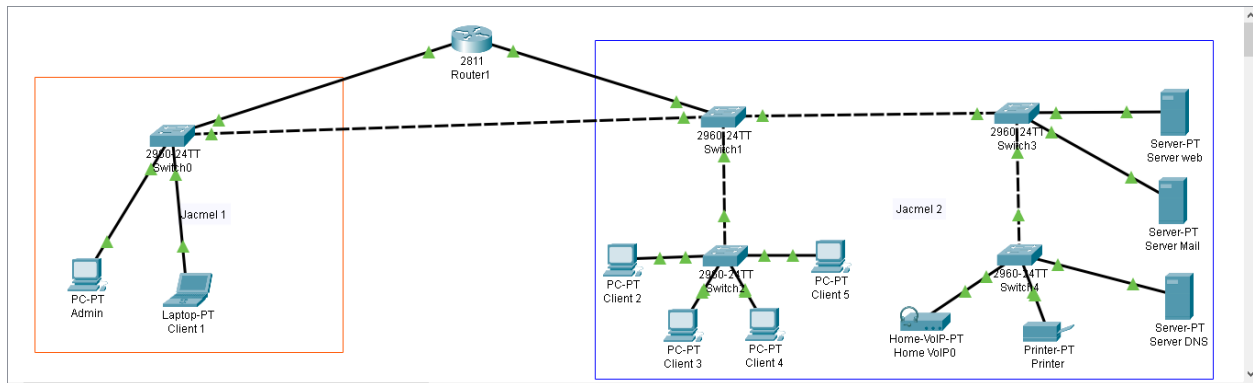 2811
Router1
2960-24TT
Switch0
2960-24TT
Switch1
2960-24TT
Switch3
Server-PT
Server web
Jacmel 1
Jacmel 2
Server-PT
Server Mail
PC-PT
Admin
Laptop-PT
Client 1
PC-PT
Client 2
2960-24TT
Switch2
PC-PT
Client 5
2960-24TT
Switch4
PC-PT
Client 3
PC-PT
Client 4
Home-VoIP-PT
Home VoIP0
Printer-PT
Printer
Server-PT
Server DNS